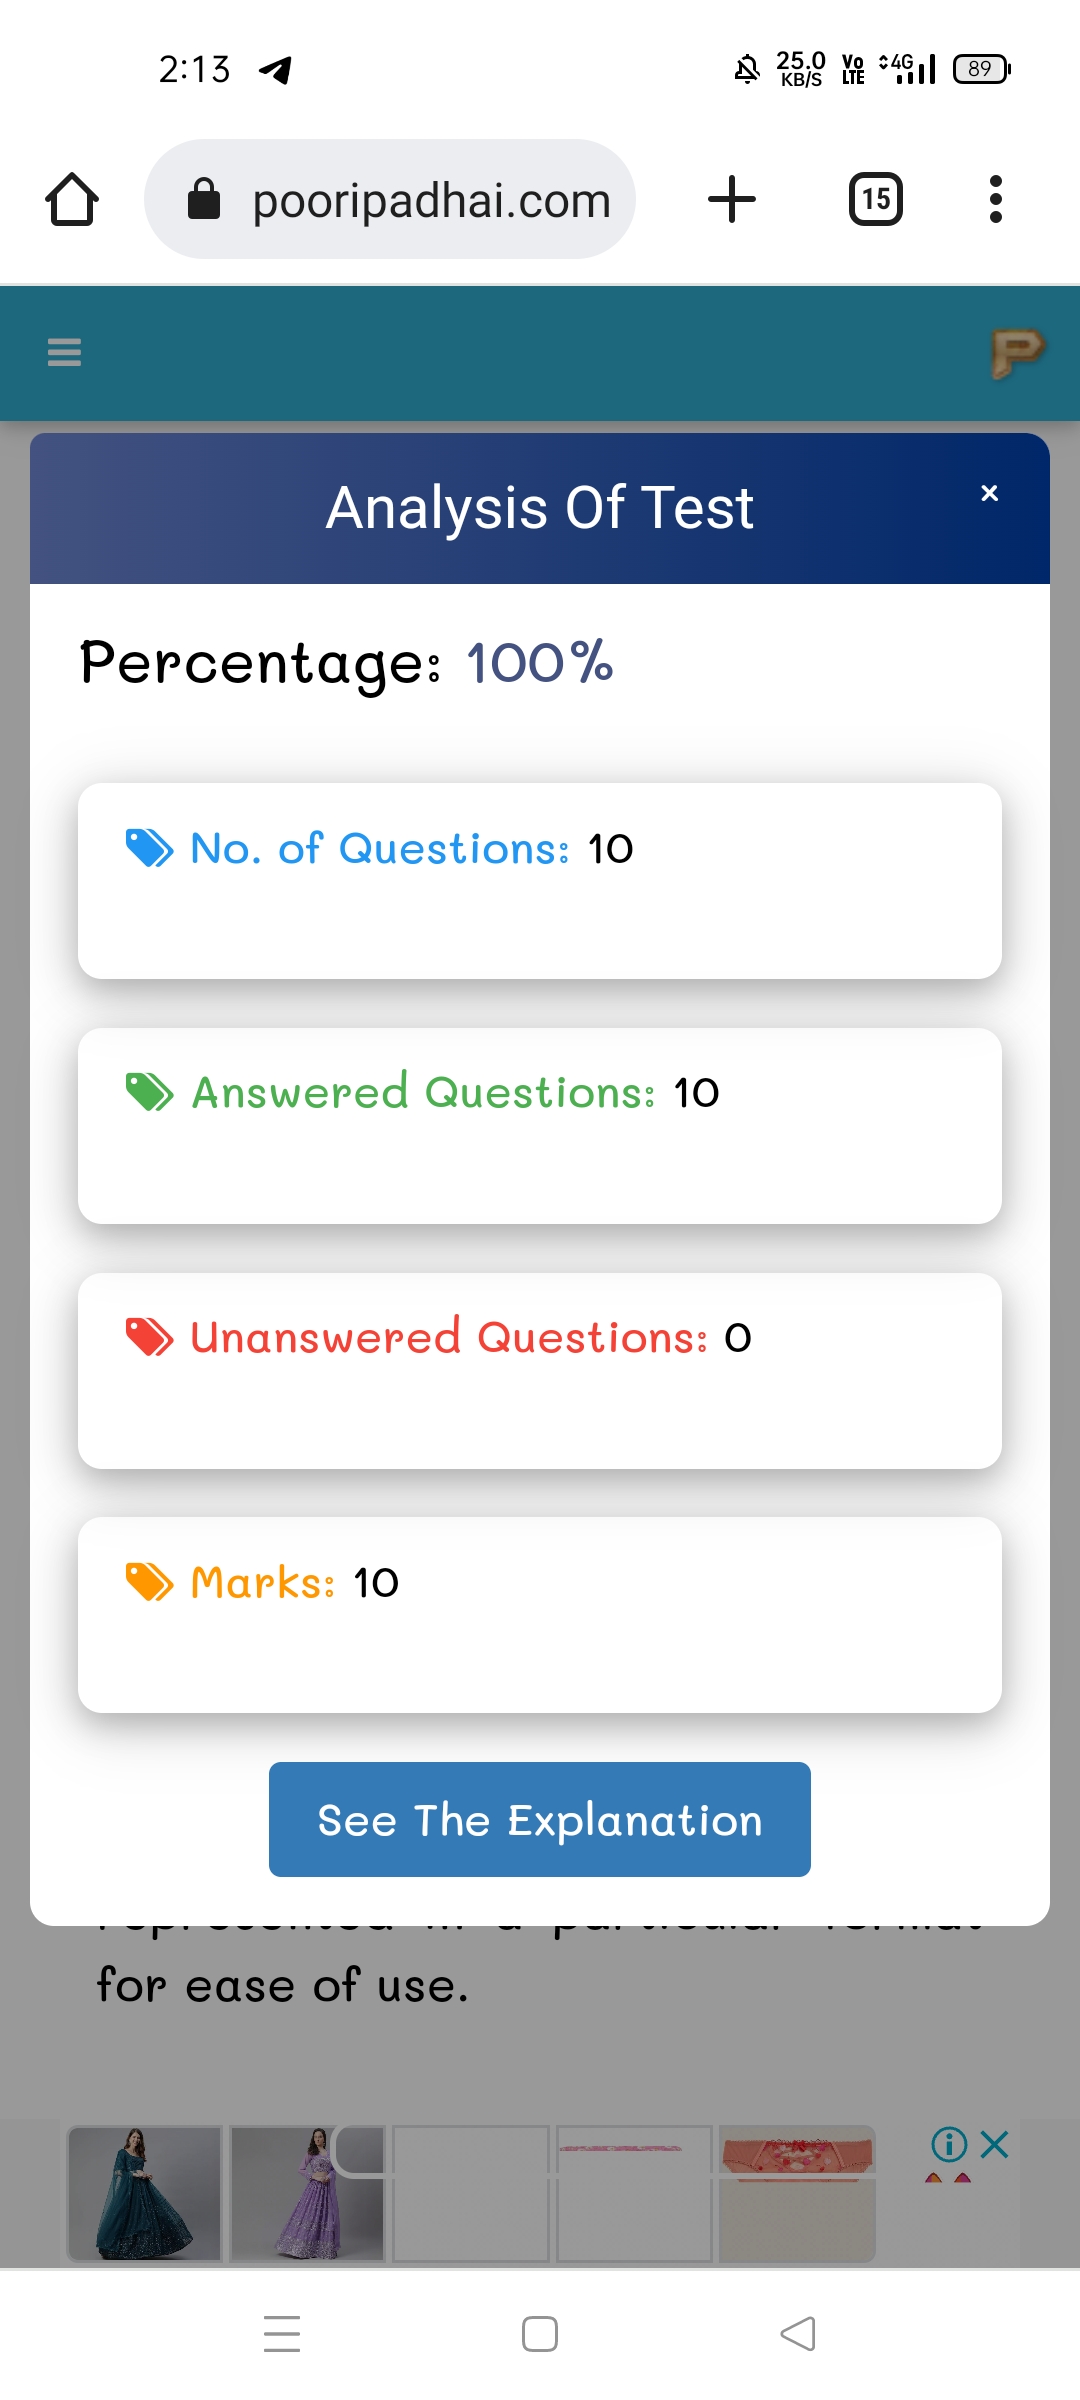 2:13
25.0 KB/S Vo LTE 4G 89
pooripadhai.com
15
P
Analysis Of Test
×
Percentage: 100%
No. of Questions: 10
Answered Questions: 10
Unanswered Questions: 0
Marks: 10
See The Explanation
for ease of use.